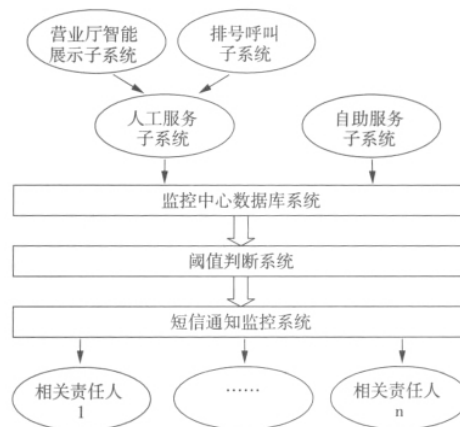 营业厅智能
展示子系统
排号呼叫
子系统
人工服务
子系统
自助服务
子系统
监控中心数据库系统
阈值判断系统
短信通知监控系统
相关责任人
1
……
相关责任人
n